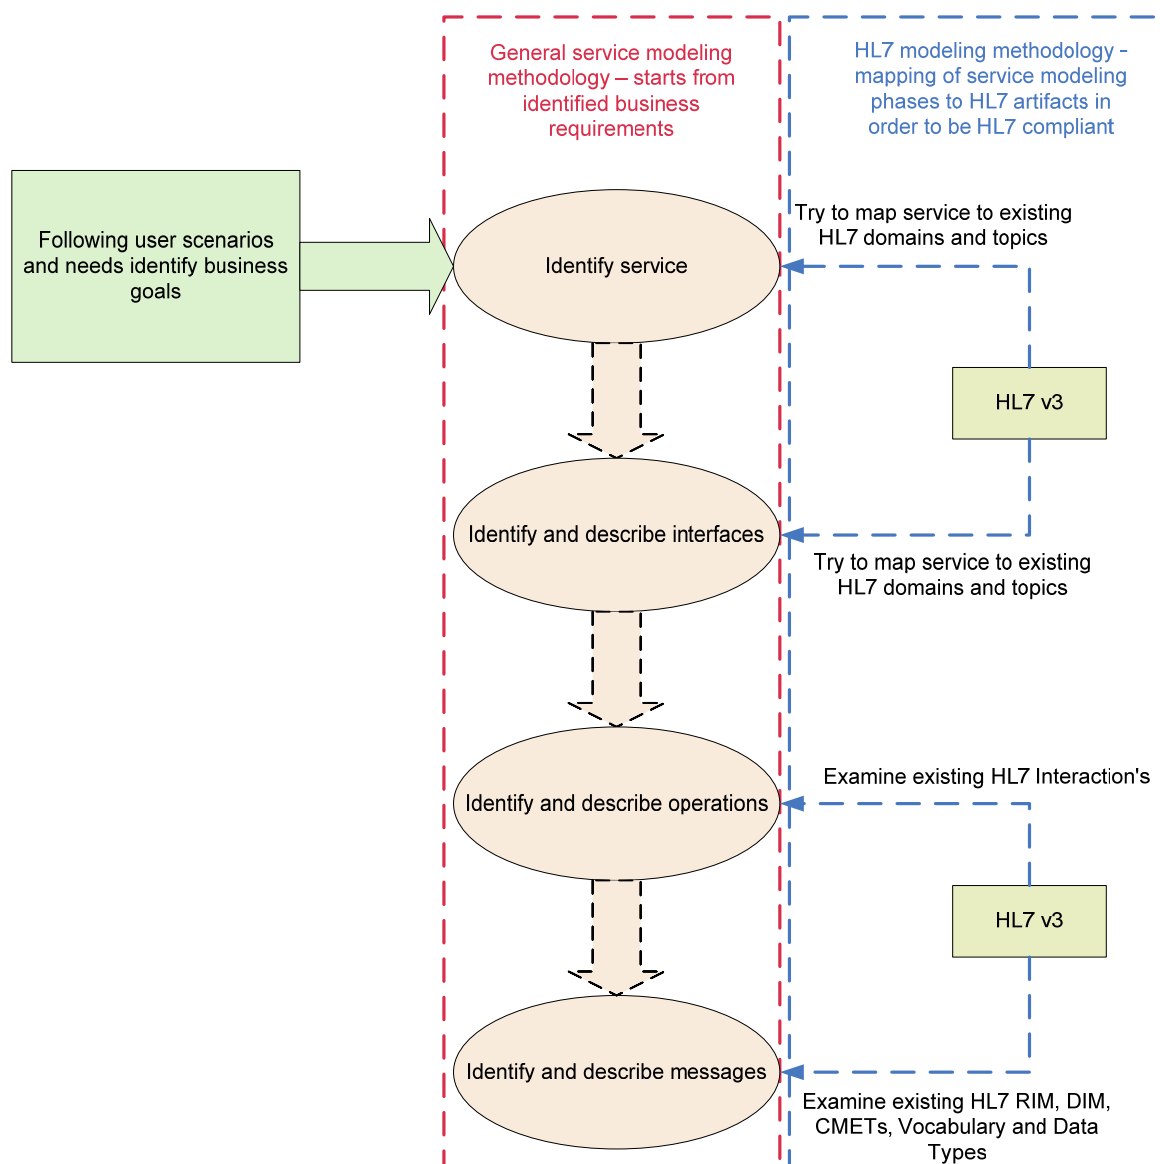 General service modeling
methodology – starts from
identified business
requirements
HL7 modeling methodology -
mapping of service modeling
phases to HL7 artifacts in
order to be HL7 compliant
Following user scenarios
and needs identify business
goals
Identify service
Try to map service to existing
HL7 domains and topics
HL7 v3
Identify and describe interfaces
Try to map service to existing
HL7 domains and topics
Identify and describe operations
Examine existing HL7 Interaction's
HL7 v3
Identify and describe messages
Examine existing HL7 RIM, DIM,
CMETs, Vocabulary and Data
Types